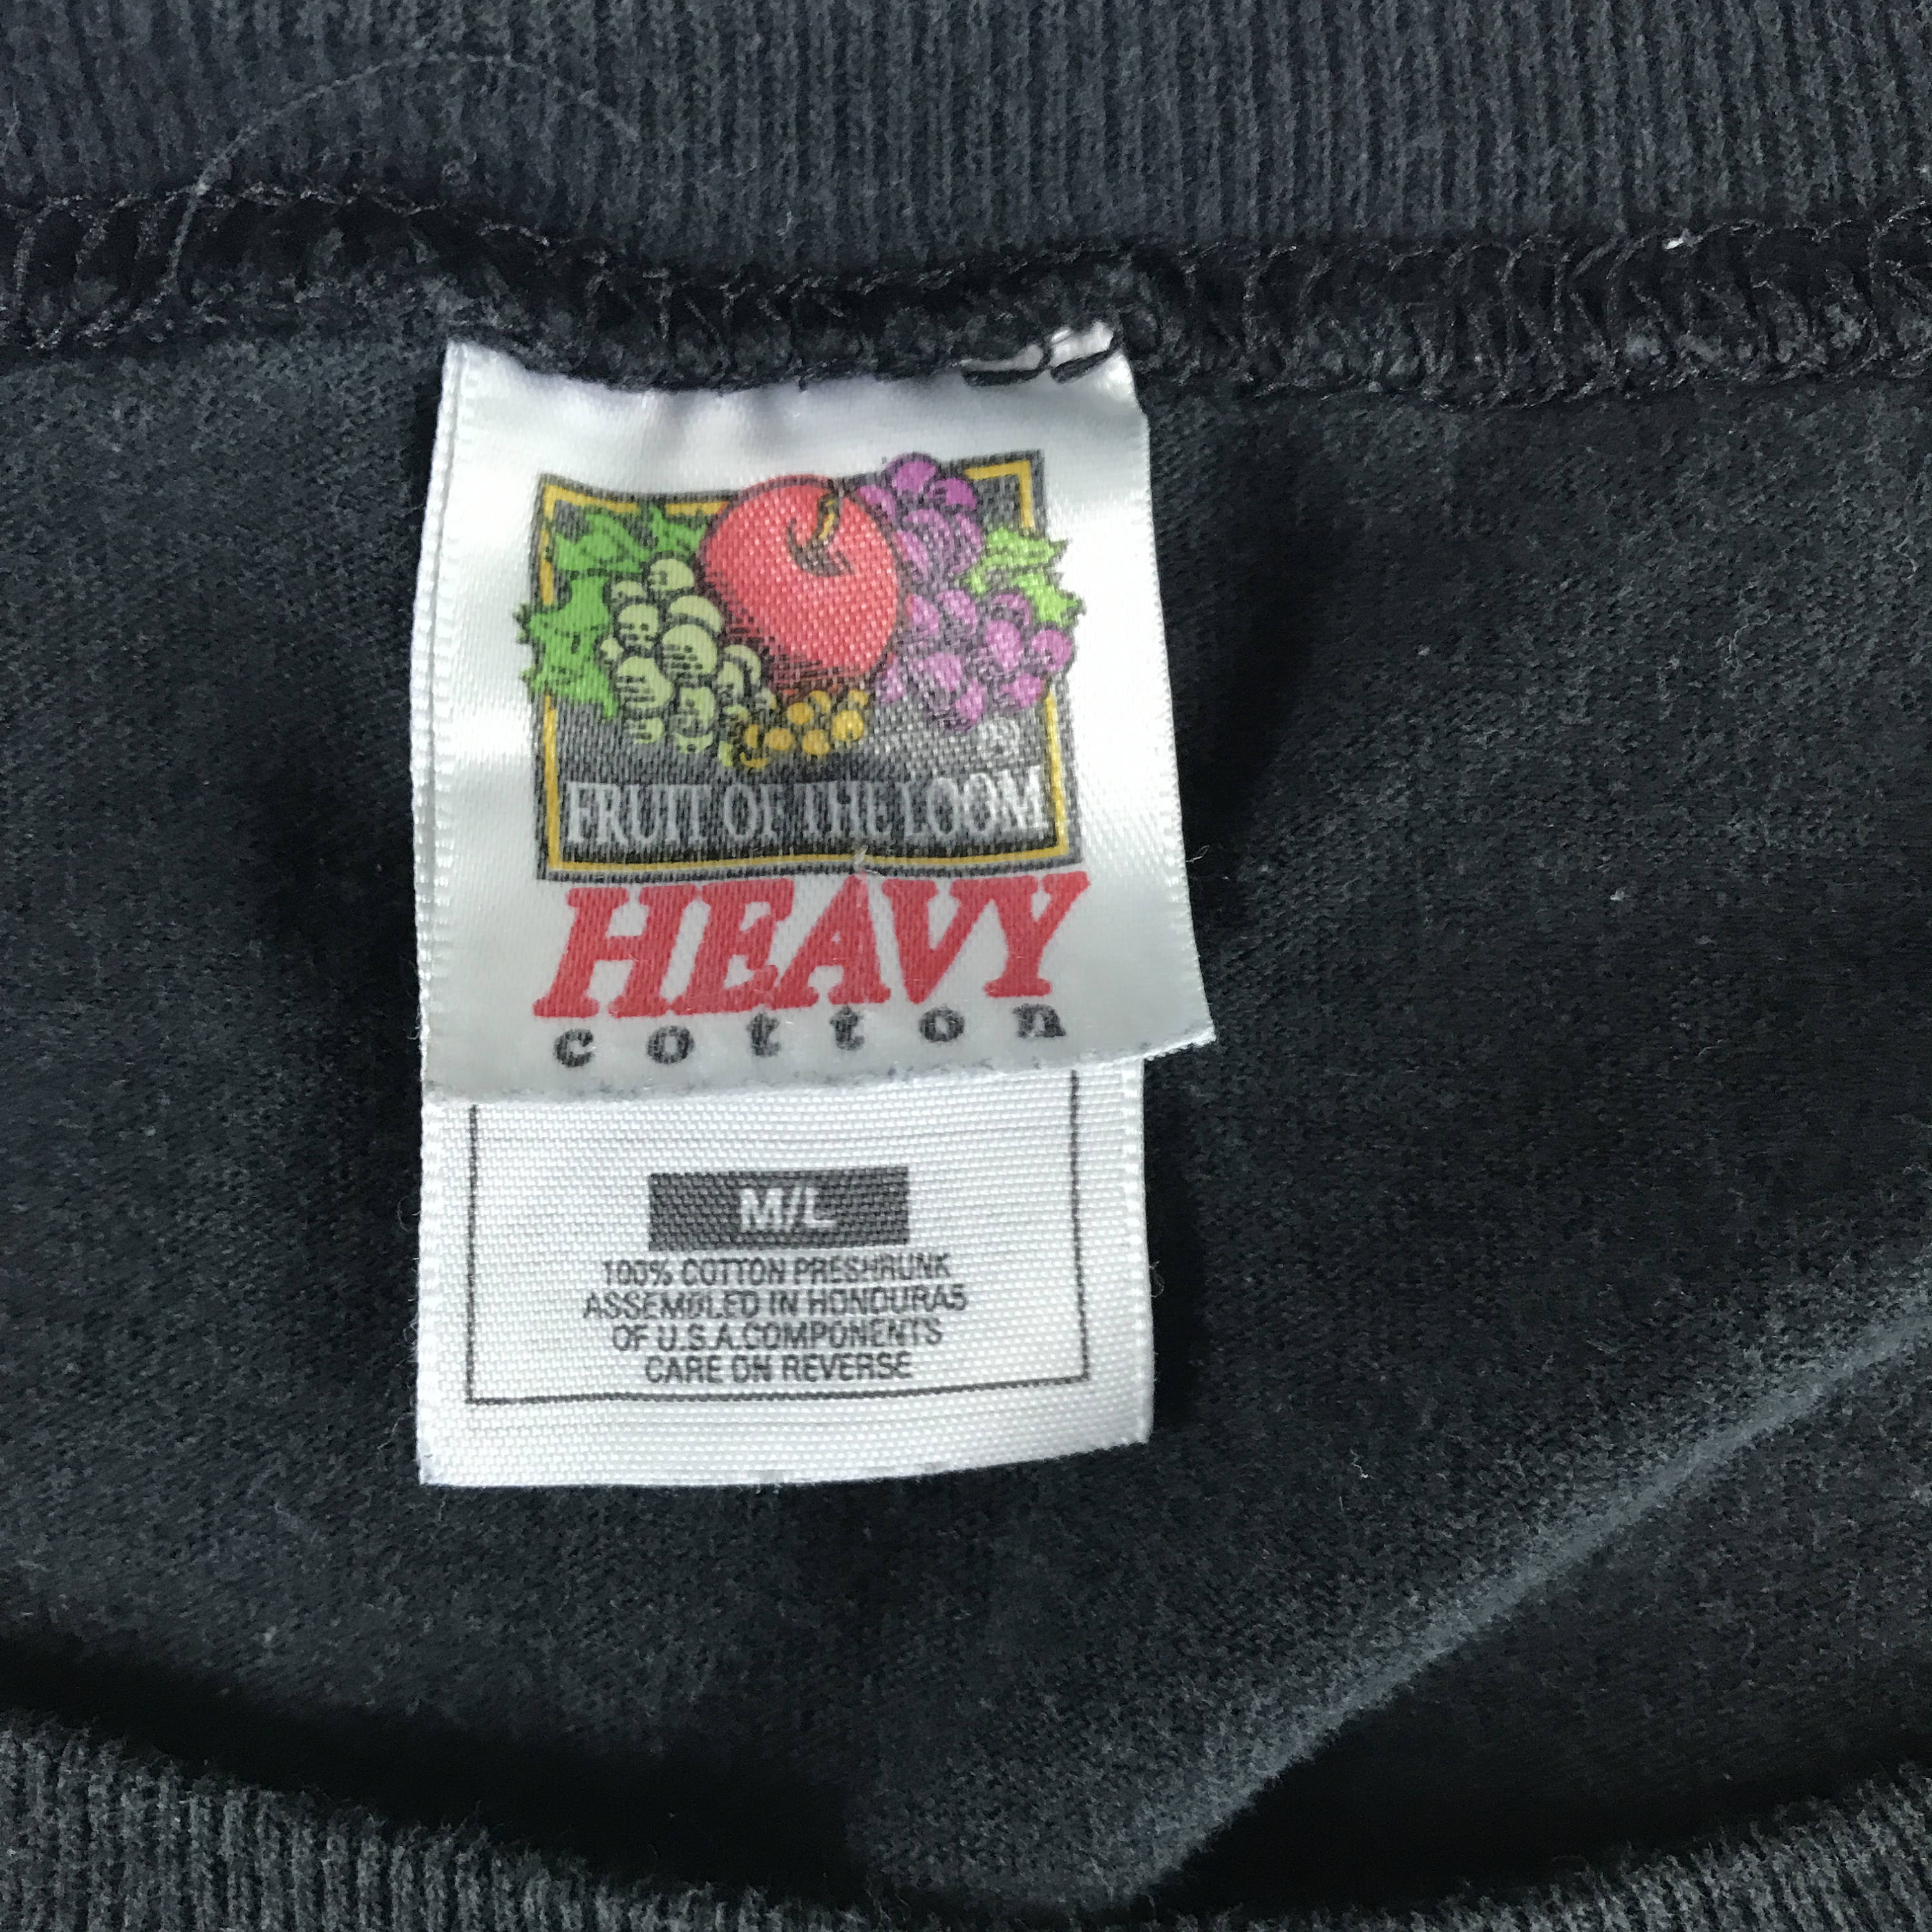 ®
FRUIT OF THE LOOM
HEAVY
cotton
M/L
100% COTTON PRESHRUNK
ASSEMBLED IN HONDURAS
OF U.S.A. COMPONENTS
CARE ON REVERSE